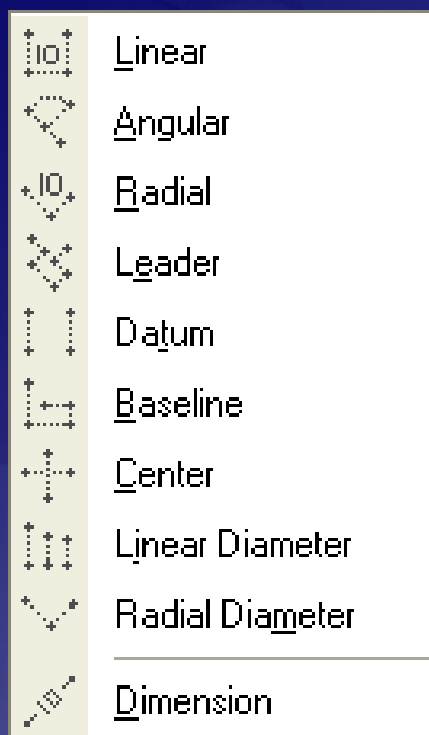 Linear
Angular
Radial
Leader
Datum
Baseline
Center
Linear Diameter
Radial Diameter
Dimension